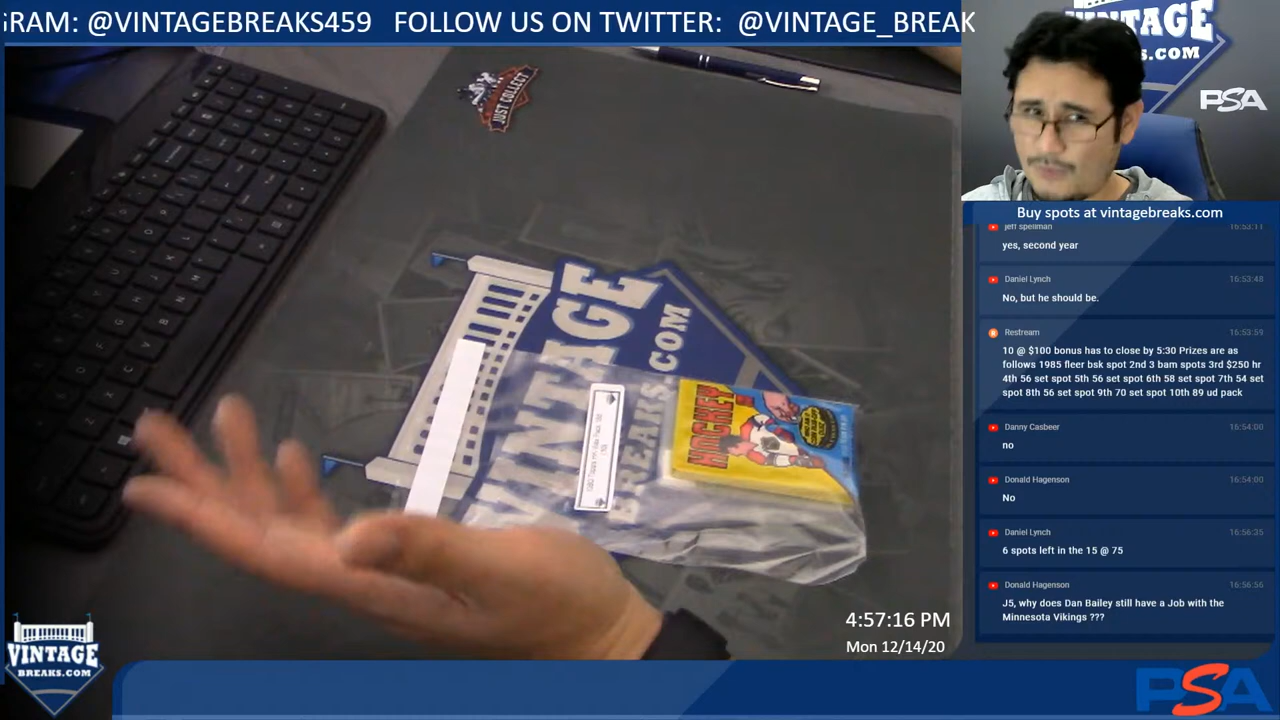 GRAM: @VINTAGEBREAKS459 FOLLOW US ON TWITTER: @VINTAGE_BREAK
TAGE
KS.COM
PSA
JUST COLLECT
Buy spots at vintagebreaks.com
jeff spellman 16:53:11
yes, second year
Daniel Lynch 16:53:48
No, but he should be.
Restream 16:53:59
10 @ $100 bonus has to close by 5:30 Prizes are as
follows 1985 fleer bsk spot 2nd 3 bam spots 3rd $250 hr
4th 56 set spot 5th 56 set spot 6th 58 set spot 7th 54 set
spot 8th 56 set spot 9th 70 set spot 10th 89 ud pack
Danny Casbeer 16:54:00
no
Donald Hagenson 16:54:00
No
Daniel Lynch 16:56:35
6 spots left in the 15 @ 75
Donald Hagenson 16:56:56
J5, why does Dan Bailey still have a Job with the
Minnesota Vikings ???
VINTAGE
BREAKS.COM
HOCKEY
4:57:16 PM
Mon 12/14/20
VINTAGE
BREAKS.COM
PSA